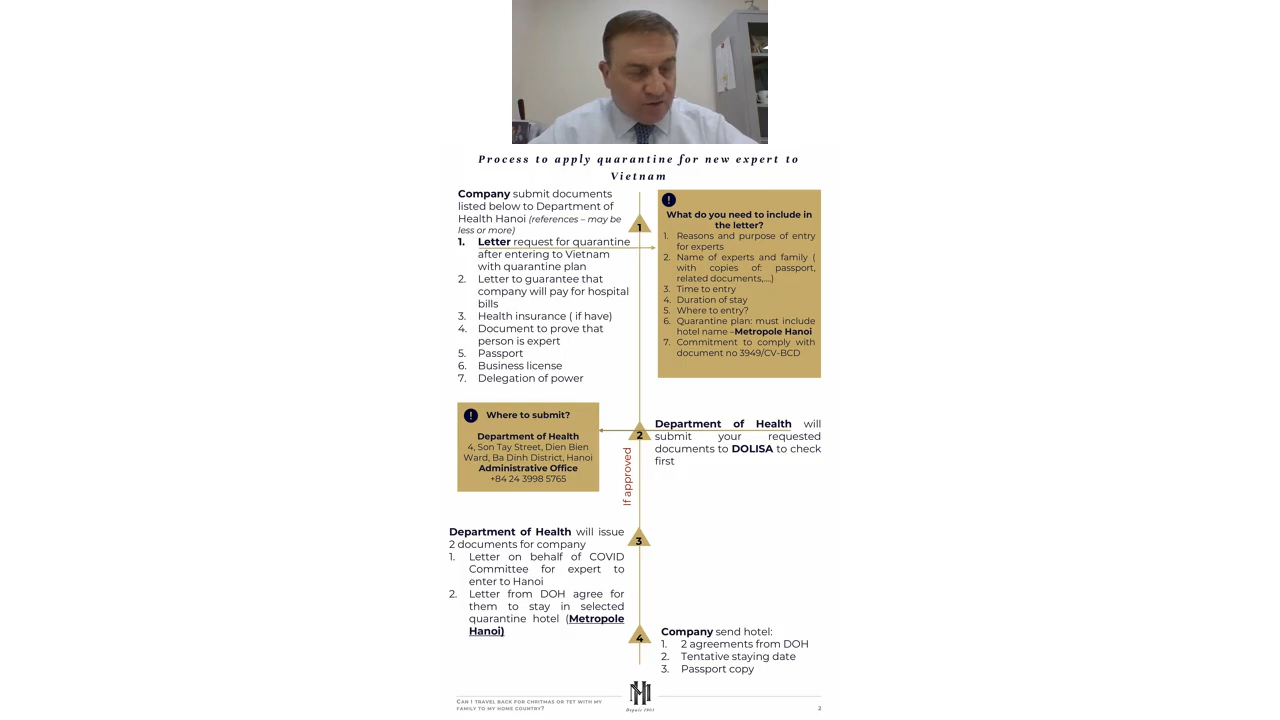 Process to apply quarantine for new expert to
Vietnam
Company submit documents
listed below to Department of
Health Hanoi (references – may be
less or more)
1. Letter request for quarantine
after entering to Vietnam
with quarantine plan
2. Letter to guarantee that
company will pay for hospital
bills
3. Health insurance ( if have)
4. Document to prove that
person is expert
5. Passport
6. Business license
7. Delegation of power
1
!
What do you need to include in
the letter?
1. Reasons and purpose of entry
for experts
2. Name of experts and family (
with copies of: passport,
related documents,...)
3. Time to entry
4. Duration of stay
5. Where to entry?
6. Quarantine plan: must include
hotel name –Metropole Hanoi
7. Commitment to comply with
document no 3949/CV-BCD
! Where to submit?
Department of Health
4, Son Tay Street, Dien Bien
Ward, Ba Dinh District, Hanoi
Administrative Office
+84 24 3998 5765
2
Department of Health will
submit your requested
documents to DOLISA to check
first
If approved
Department of Health will issue
2 documents for company
1. Letter on behalf of COVID
Committee for expert to
enter to Hanoi
2. Letter from DOH agree for
them to stay in selected
quarantine hotel (Metropole
Hanoi)
3
4
Company send hotel:
1. 2 agreements from DOH
2. Tentative staying date
3. Passport copy
CAN I TRAVEL BACK FOR CHRITMAS OR TET WITH MY
FAMILY TO MY HOME COUNTRY?
Depuis 1901
2